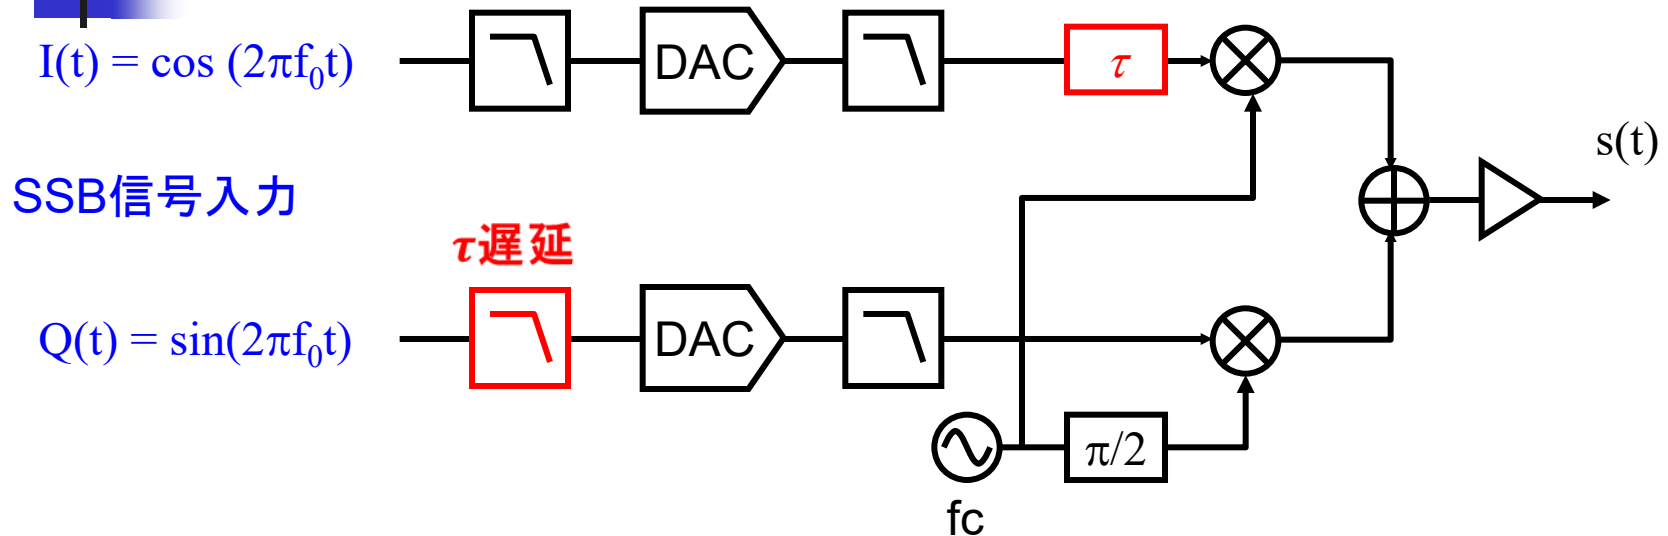 I(t) = cos (2πf₀t)
DAC
τ
s(t)
SSB信号入力
τ遅延
Q(t) = sin(2πf₀t)
DAC
π/2
fc